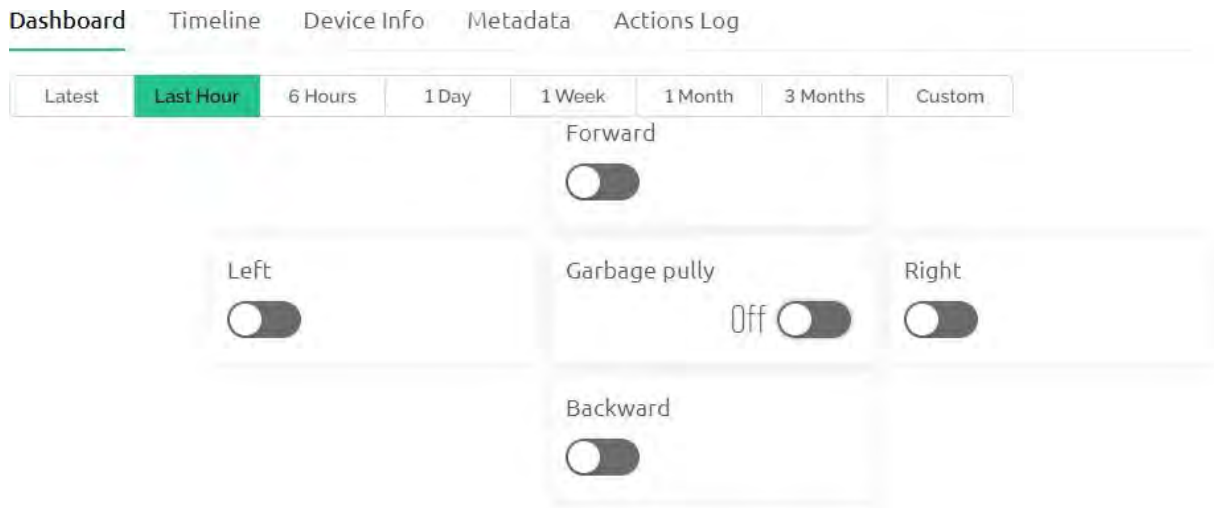 Dashboard Timeline Device Info Metadata Actions Log
Latest Last Hour 6 Hours 1 Day 1 Week 1 Month 3 Months Custom
Forward
Left Garbage pully Right
Off
Backward